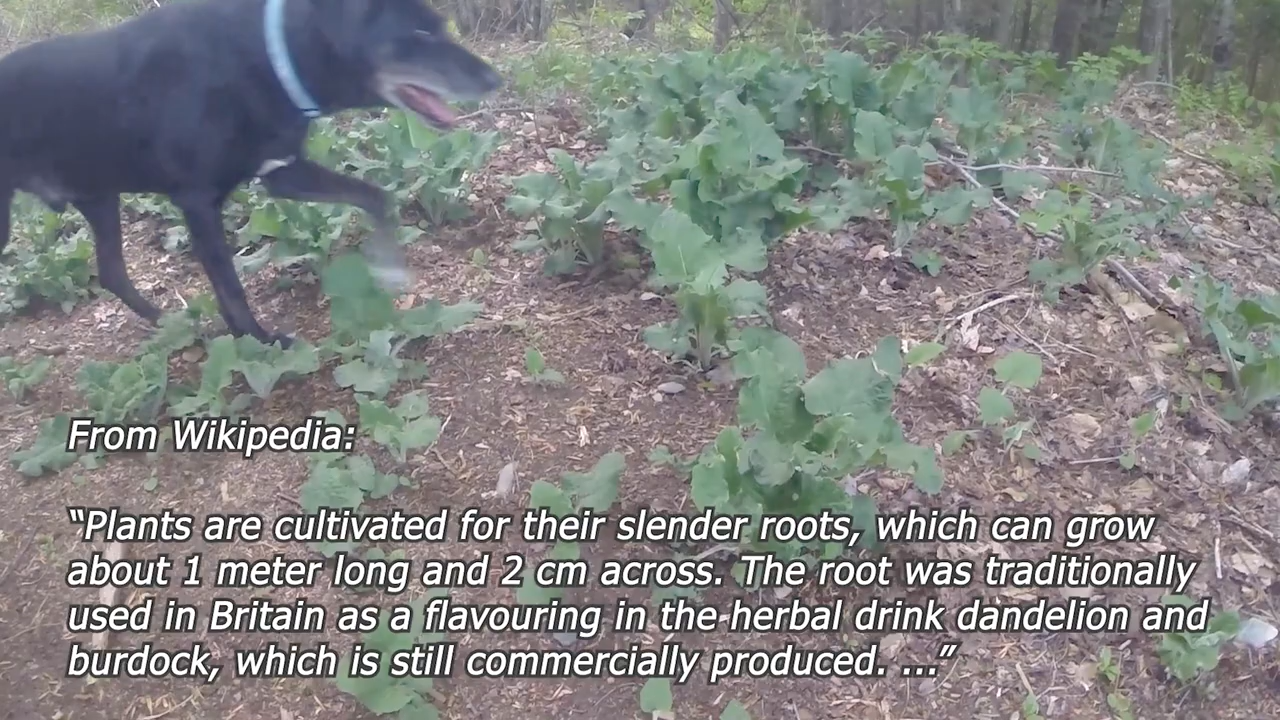 From Wikipedia:
“Plants are cultivated for their slender roots, which can grow
about 1 meter long and 2 cm across. The root was traditionally
used in Britain as a flavouring in the herbal drink dandelion and
burdock, which is still commercially produced. ...”